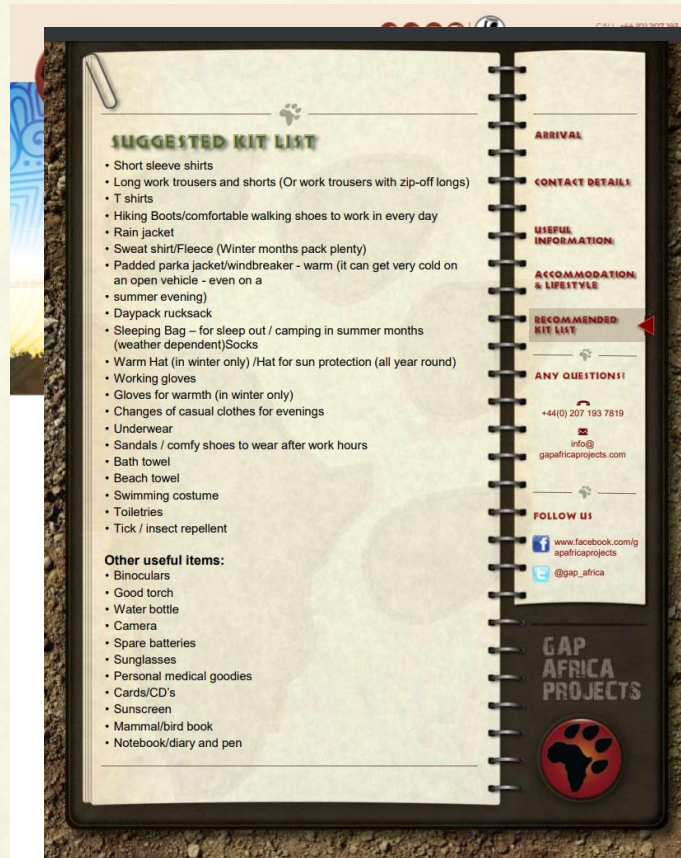 SUGGESTED KIT LIST
• Short sleeve shirts
• Long work trousers and shorts (Or work trousers with zip-off longs)
• T shirts
• Hiking Boots/comfortable walking shoes to work in every day
• Rain jacket
• Sweat shirt/Fleece (Winter months pack plenty)
• Padded parka jacket/windbreaker - warm (it can get very cold on
an open vehicle - even on a
• summer evening)
• Daypack rucksack
• Sleeping Bag – for sleep out / camping in summer months
(weather dependent)Socks
• Warm Hat (in winter only) /Hat for sun protection (all year round)
• Working gloves
• Gloves for warmth (in winter only)
• Changes of casual clothes for evenings
• Underwear
• Sandals / comfy shoes to wear after work hours
• Bath towel
• Beach towel
• Swimming costume
• Toiletries
• Tick / insect repellent
Other useful items:
• Binoculars
• Good torch
• Water bottle
• Camera
• Spare batteries
• Sunglasses
• Personal medical goodies
• Cards/CD's
• Sunscreen
• Mammal/bird book
• Notebook/diary and pen
ARRIVAL
CONTACT DETAILS
USEFUL
INFORMATION
ACCOMMODATION
& LIFESTYLE
RECOMMENDED
KIT LIST
ANY QUESTIONS?
+44(0) 207 193 7819
info@
gapafricaprojects.com
FOLLOW US
www.facebook.com/g
apafricaprojects
@gap_africa
GAP
AFRICA
PROJECTS